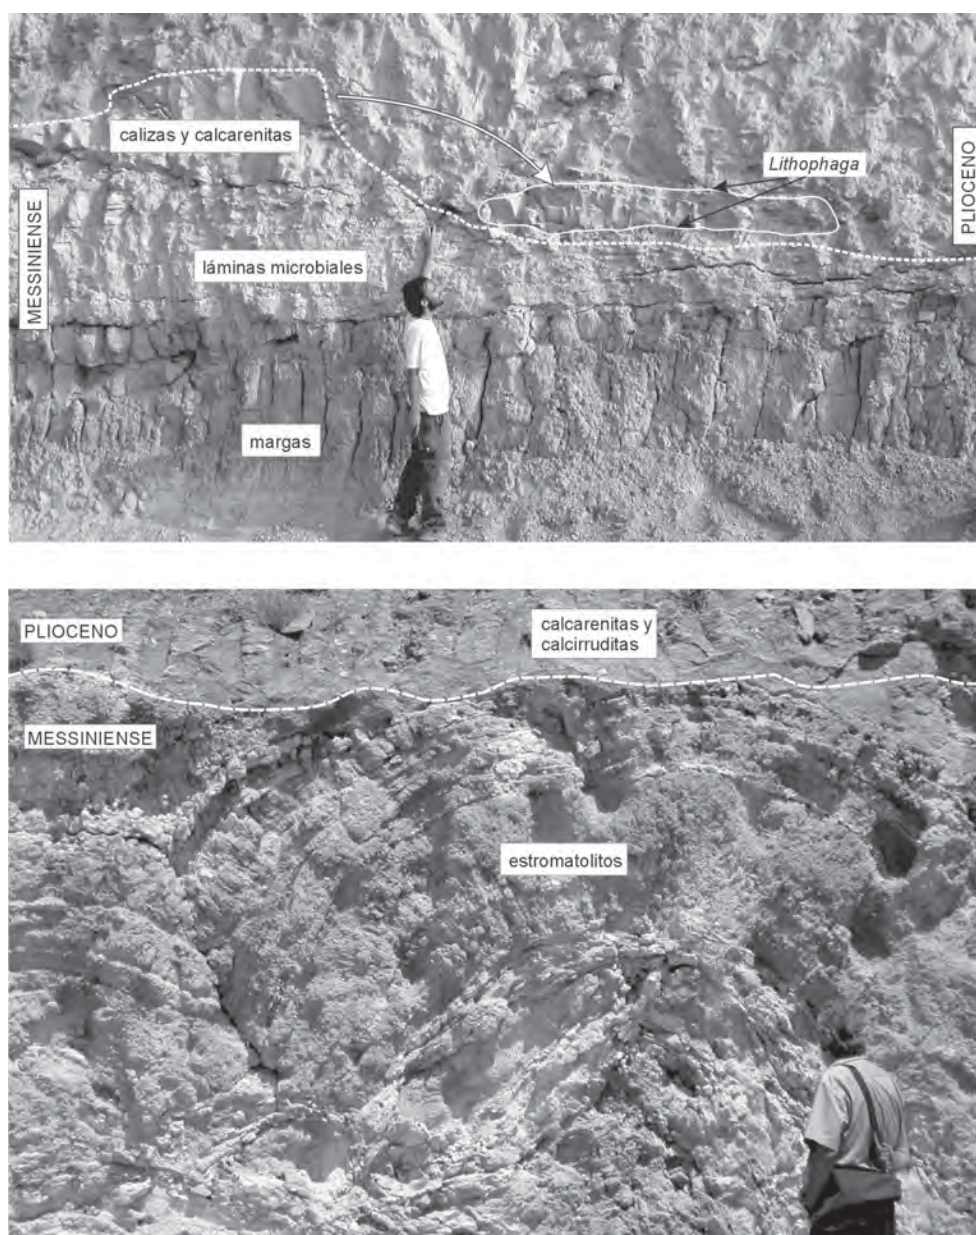 calizas y calcarenitas
Lithophaga
PLIOCENO
MESSINIENSE
láminas microbiales
margas
PLIOCENO
calcarenitas y
calcirruditas
MESSINIENSE
estromatolitos